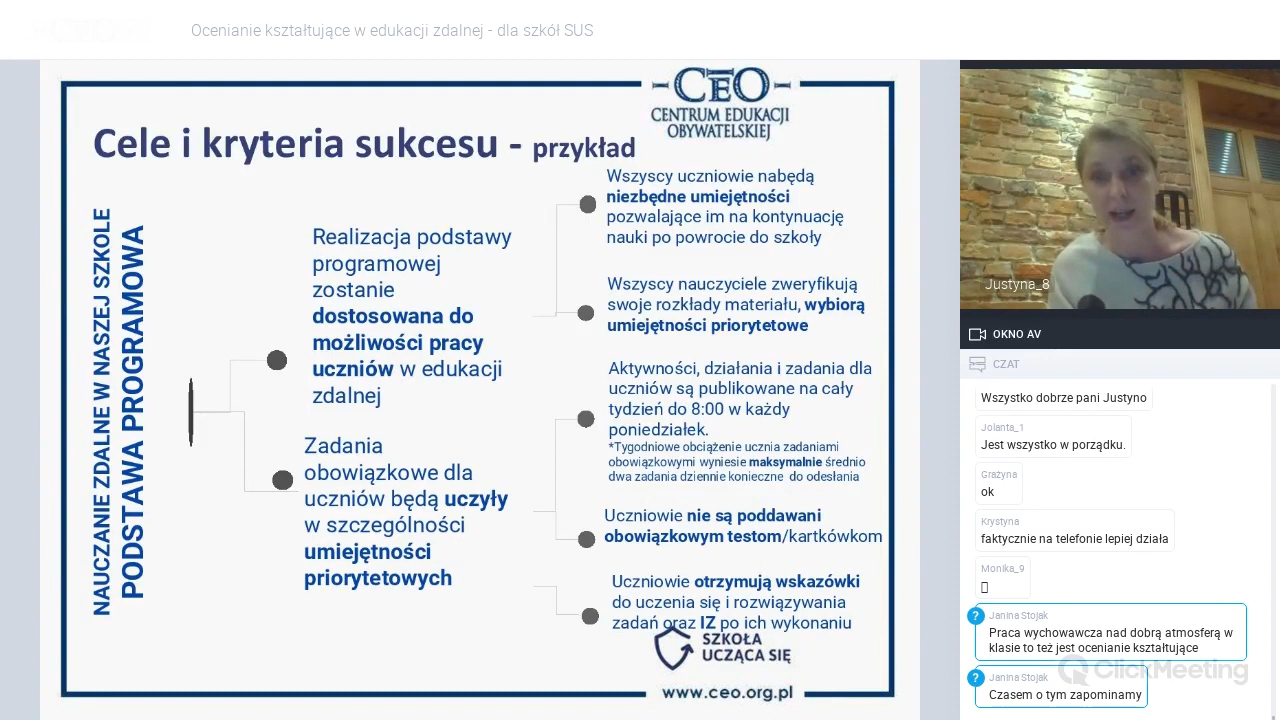 Ocenianie kształtujące w edukacji zdalnej - dla szkół SUS
CEO
CENTRUM EDUKACJI
OBYWATELSKIEJ
Cele i kryteria sukcesu - przykład
NAUCZANIE ZDALNE W NASZEJ SZKOLE
PODSTAWA PROGRAMOWA
Realizacja podstawy
programowej
zostanie
dostosowana do
możliwości pracy
uczniów w edukacji
zdalnej
Zadania
obowiązkowe dla
uczniów będą uczyły
w szczególności
umiejętności
priorytetowych
Wszyscy uczniowie nabędą
niezbędne umiejętności
pozwalające im na kontynuację
nauki po powrocie do szkoły
Wszyscy nauczyciele zweryfikują
swoje rozkłady materiału, wybiorą
umiejętności priorytetowe
Aktywności, działania i zadania dla
uczniów są publikowane na cały
tydzień do 8:00 w każdy
poniedziałek.
*Tygodniowe obciążenie ucznia zadaniami
obowiązkowymi wyniesie maksymalnie średnio
dwa zadania dziennie konieczne do odesłania
Uczniowie nie są poddawani
obowiązkowym testom/kartkówkom
Uczniowie otrzymują wskazówki
do uczenia się i rozwiązywania
zadań oraz IZ po ich wykonaniu
SZKOŁA
UCZĄCA SIĘ
www.ceo.org.pl
Justyna_8
OKNO AV
CZAT
Wszystko dobrze pani Justyno
Jolanta_1
Jest wszystko w porządku.
Grażyna
ok
Krystyna
faktycznie na telefonie lepiej działa
Monika_9
? Janina Stojak
Praca wychowawcza nad dobrą atmosferą w
klasie to też jest ocenianie kształtujące
ClickMeeting
? Janina Stojak
Czasem o tym zapominamy